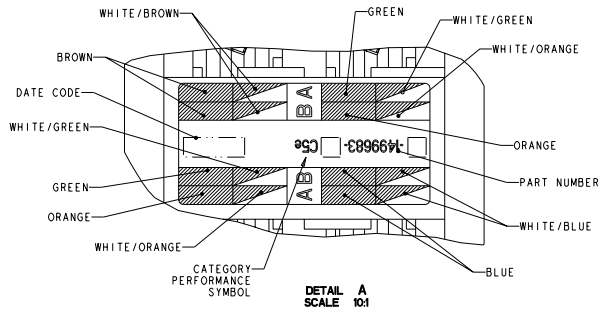 WHITE/BROWN
GREEN
WHITE/GREEN
WHITE/ORANGE
BROWN
DATE CODE
WHITE/GREEN
GREEN
ORANGE
WHITE/ORANGE
B A
C5e
-1499683-
A B
ORANGE
PART NUMBER
WHITE/BLUE
BLUE
CATEGORY
PERFORMANCE
SYMBOL
DETAIL A
SCALE 10:1